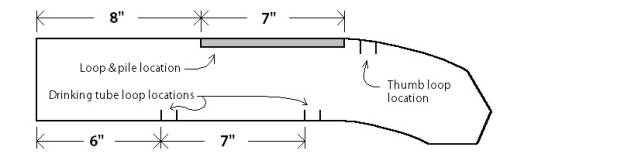 8" 7"
Loop & pile location
Drinking tube loop locations
Thumb loop
location
6" 7"